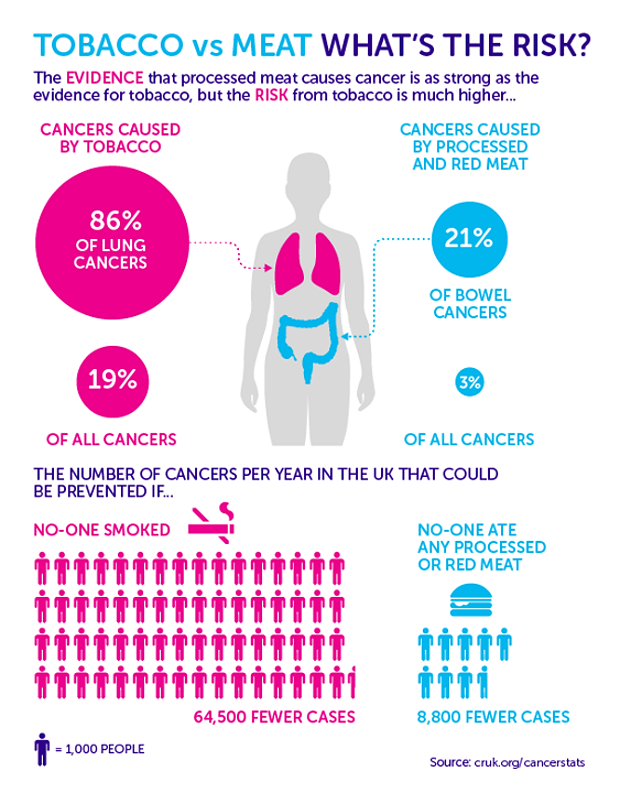 TOBACCO vs MEAT WHAT'S THE RISK?
The EVIDENCE that processed meat causes cancer is as strong as the
evidence for tobacco, but the RISK from tobacco is much higher...
CANCERS CAUSED
BY TOBACCO
86%
OF LUNG
CANCERS
19%
OF ALL CANCERS
CANCERS CAUSED
BY PROCESSED
AND RED MEAT
21%
OF BOWEL
CANCERS
3%
OF ALL CANCERS
THE NUMBER OF CANCERS PER YEAR IN THE UK THAT COULD
BE PREVENTED IF...
NO-ONE SMOKED
64,500 FEWER CASES
NO-ONE ATE
ANY PROCESSED
OR RED MEAT
8,800 FEWER CASES
= 1,000 PEOPLE
Source: cruk.org/cancerstats